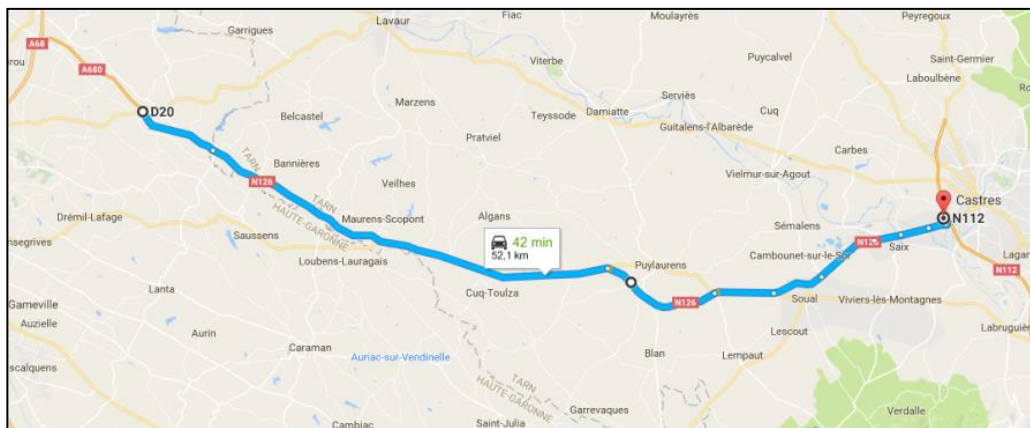 Garrigues
Lavaur
Fiac
Moulayrès
Peyregoux
A68
A680
Viterbe
Puycalvel
Saint-Germier
Laboulbène
D20
Belcastel
Marzens
Teyssode
Damiatte
Serviès
Cuq
Guitalens-l'Albarède
Pratviel
Carbes
TARN
Bannières
N126
TARN
HAUTE-GARONNE
Veilhes
Vielmur-sur-Agout
Castres
N112
Drémil-Lafage
Saussens
Maurens-Scopont
Algans
Sémalens
Loubens-Lauragais
42 min
52,1 km
Puylaurens
Cambounet-sur-le-Sor
N126
Saix
N112
Lanta
Cuq-Toulza
N126
Soual
Viviers-lès-Montagnes
Gameville
Auzielle
Aurin
Caraman
Auriac-sur-Vendinelle
Blan
Lempaut
Lescout
Labruguière
TARN
HAUTE-GARONNE
Cambiac
Saint-Julia
Garrevaques
Verdalle